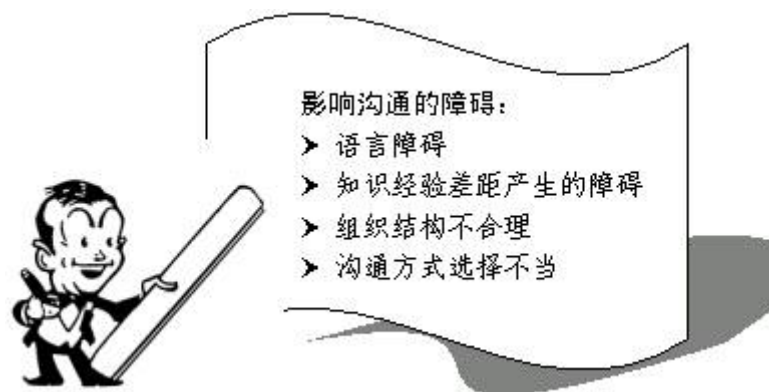 影响沟通的障碍：
➢ 语言障碍
➢ 知识经验差距产生的障碍
➢ 组织结构不合理
➢ 沟通方式选择不当